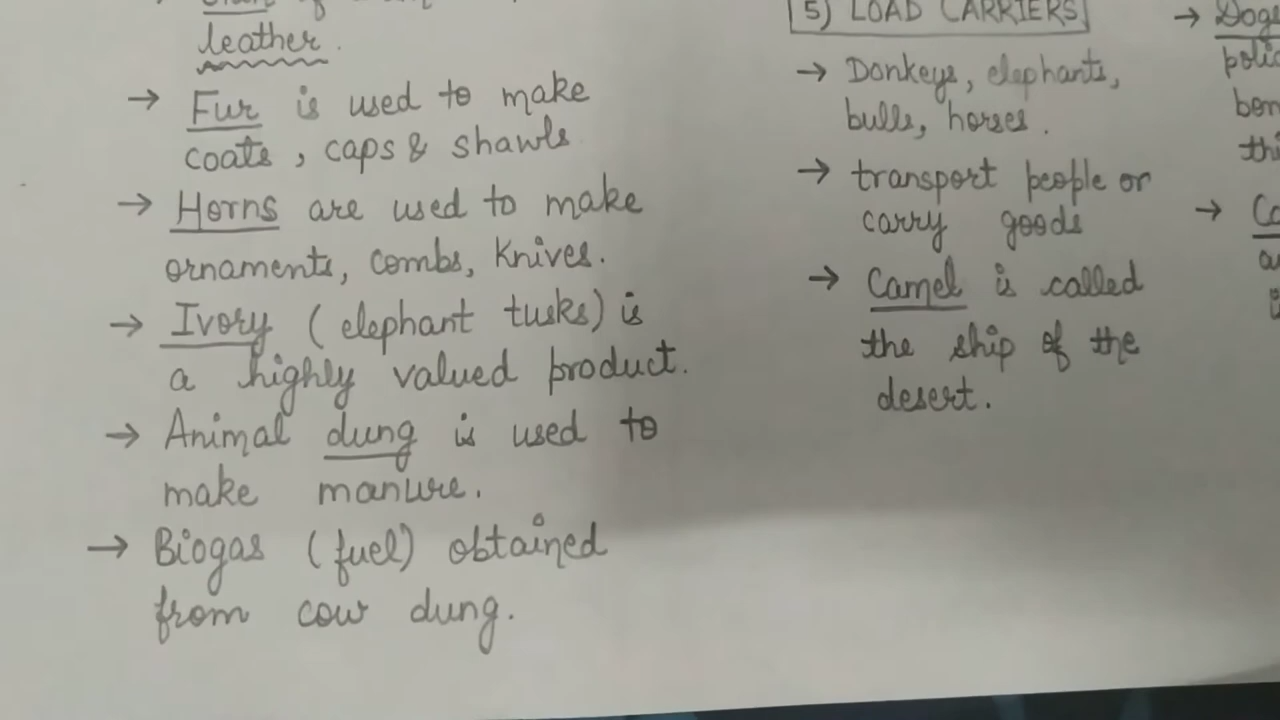 leather.
→ Fur is used to make
coats, caps & shawls
→ Horns are used to make
ornaments, combs, Knives.
→ Ivory (elephant tusks) is
a highly valued product.
→ Animal dung is used to
make manure.
→ Biogas (fuel) obtained
from cow dung.
5) LOAD CARRIERS
→ Donkeys, elephants,
bulls, horses.
→ transport people or
carry goods
→ Camel is called
the ship of the
desert.
→ Dogs